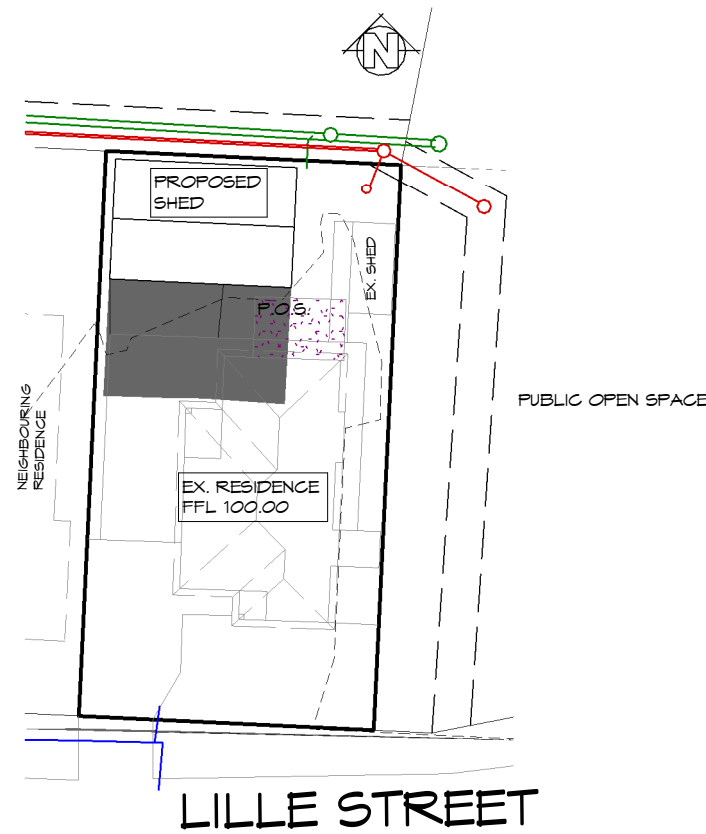 N
PROPOSED
SHED
EX. SHED
P.O.S.
PUBLIC OPEN SPACE
NEIGHBOURING
RESIDENCE
EX. RESIDENCE
FFL 100.00
LILLE STREET